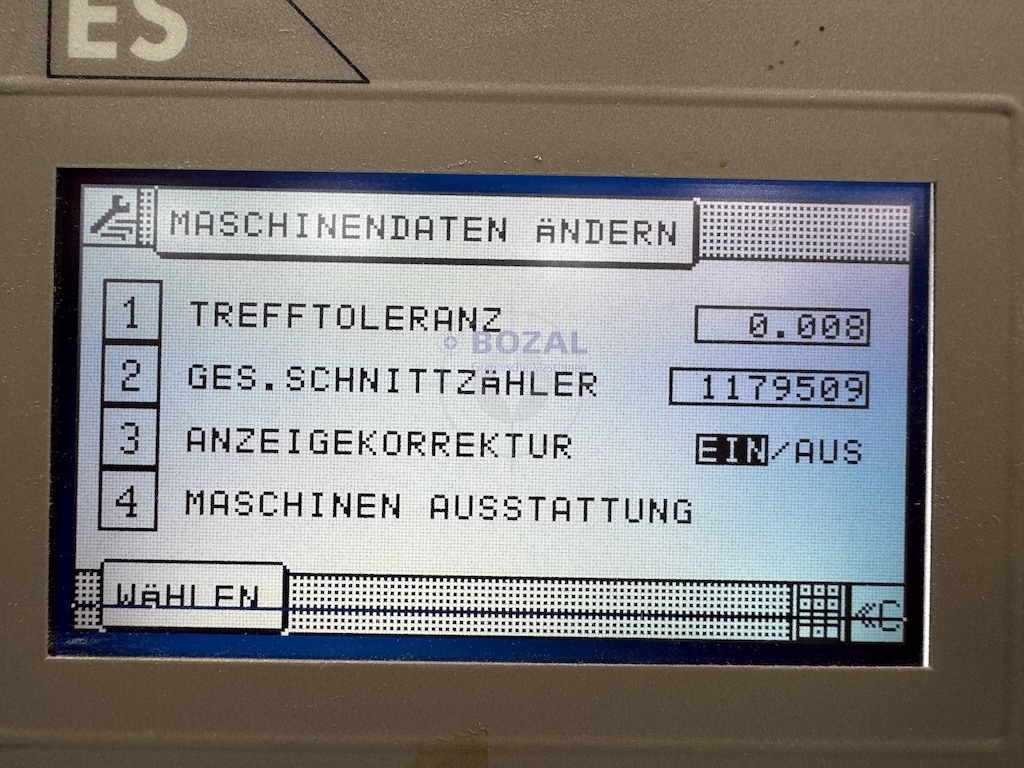 ES
MASCHINENDATEN ÄNDERN
1 TREFFTOLERANZ 0.008
BOZAL
2 GES.SCHNITTZÄHLER 1179509
3 ANZEIGEKORREKTUR EIN/AUS
4 MASCHINEN AUSSTATTUNG
WÄHLEN «C